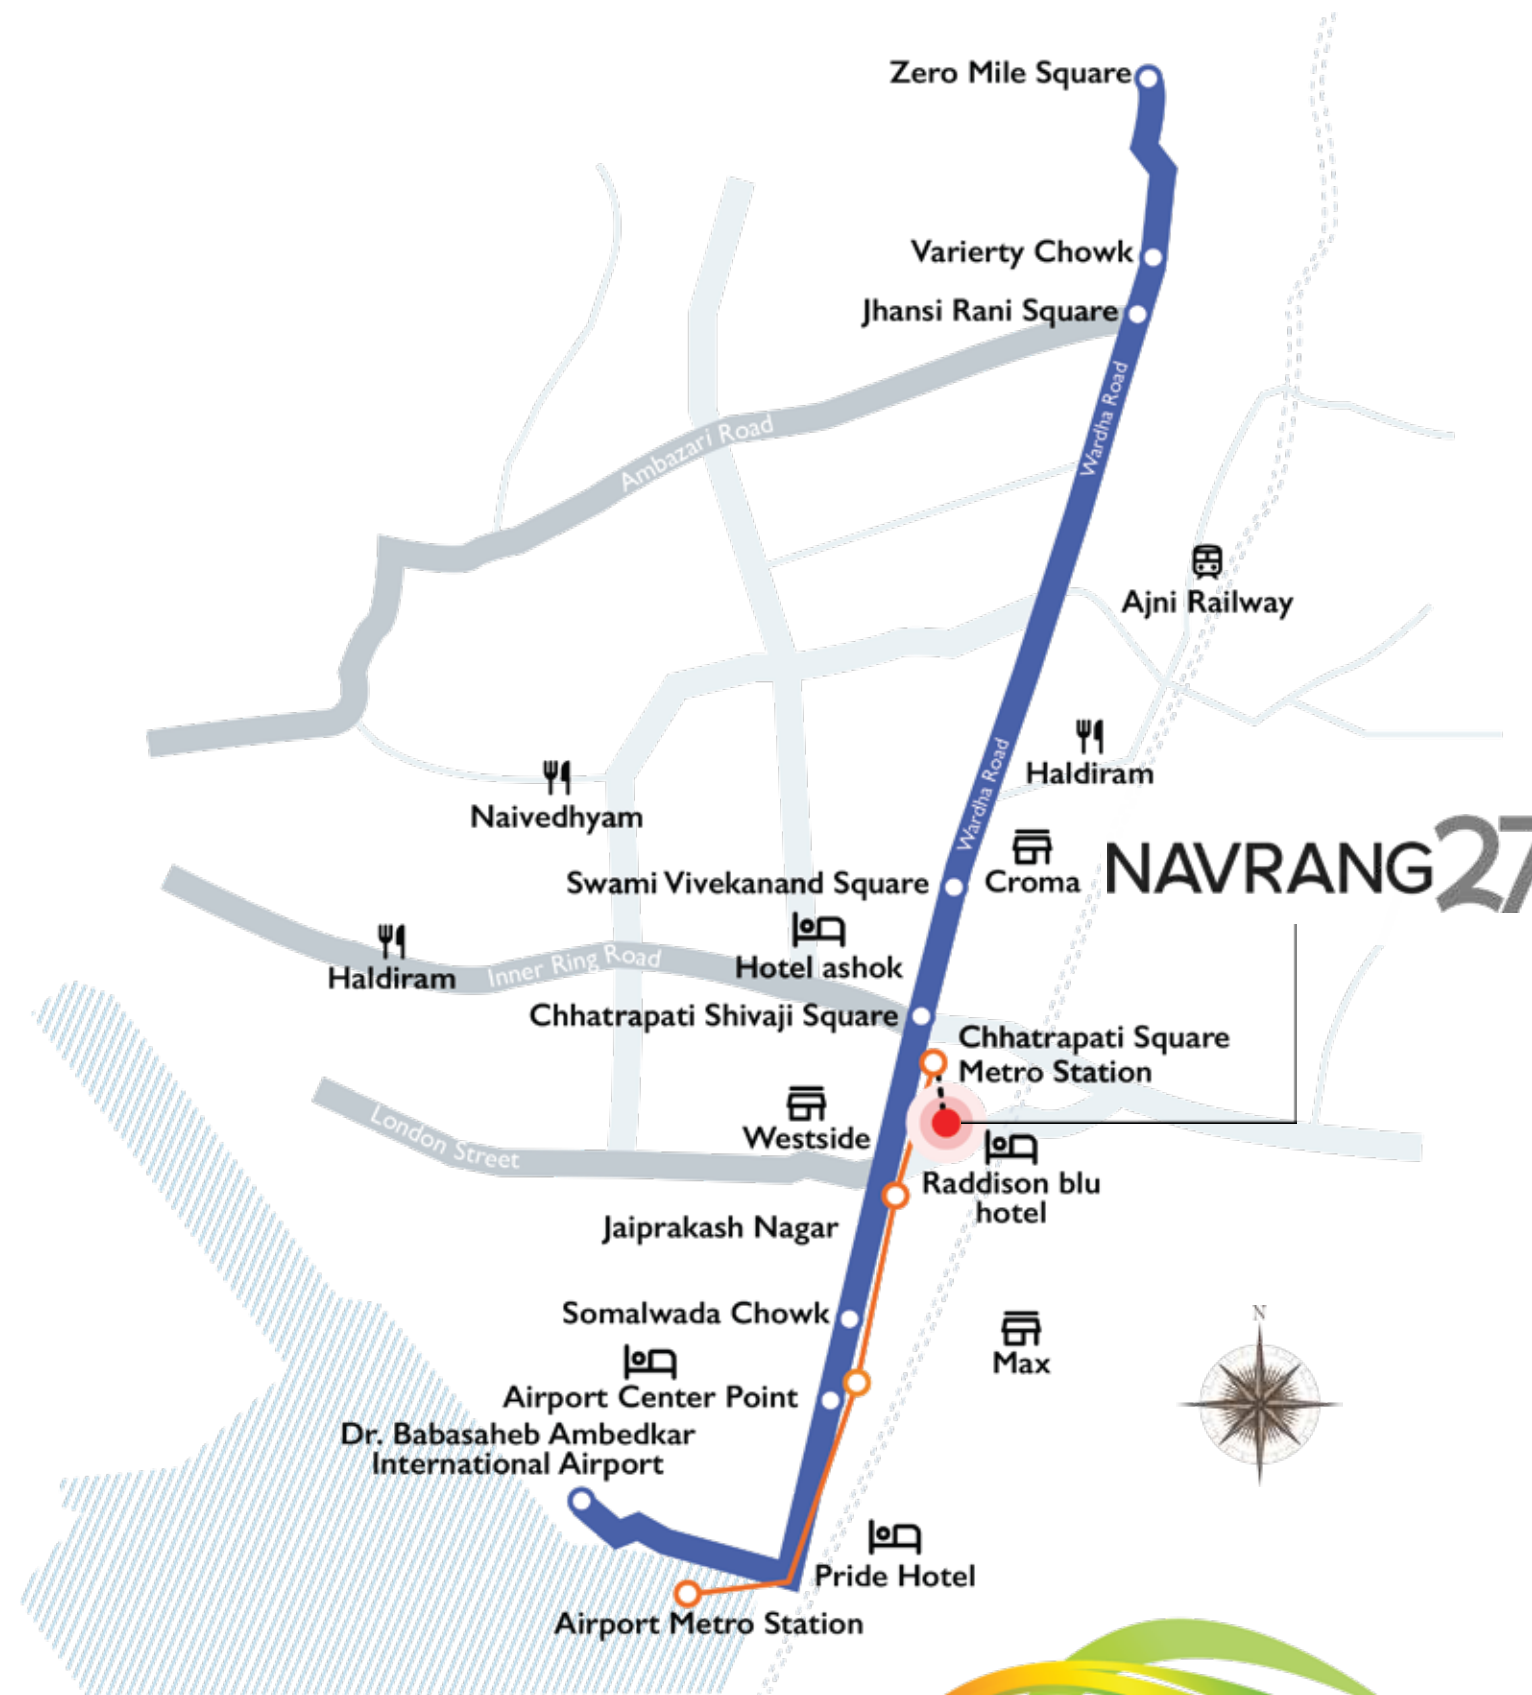 Zero Mile Square
Varierty Chowk
Jhansi Rani Square
Wardha Road
Ambazari Road
Ajni Railway
Wardha Road
Haldiram
Naivedhyam
NAVRANG27
Swami Vivekanand Square
Croma
Hotel ashok
Haldiram
Inner Ring Road
Chhatrapati Shivaji Square
Chhatrapati Square
Metro Station
London Street
Westside
Raddison blu
hotel
Jaiprakash Nagar
Somalwada Chowk
N
Max
Airport Center Point
Dr. Babasaheb Ambedkar
International Airport
Pride Hotel
Airport Metro Station